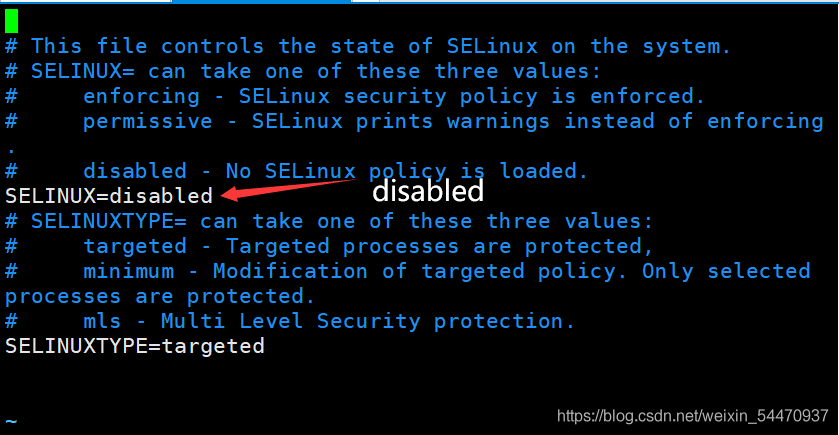 # This file controls the state of SELinux on the system.
# SELINUX= can take one of these three values:
#     enforcing - SELinux security policy is enforced.
#     permissive - SELinux prints warnings instead of enforcing
.
#     disabled - No SELinux policy is loaded.
SELINUX=disabled
disabled
# SELINUXTYPE= can take one of these three values:
#     targeted - Targeted processes are protected,
#     minimum - Modification of targeted policy. Only selected
processes are protected.
#     mls - Multi Level Security protection.
SELINUXTYPE=targeted
~
https://blog.csdn.net/weixin_54470937